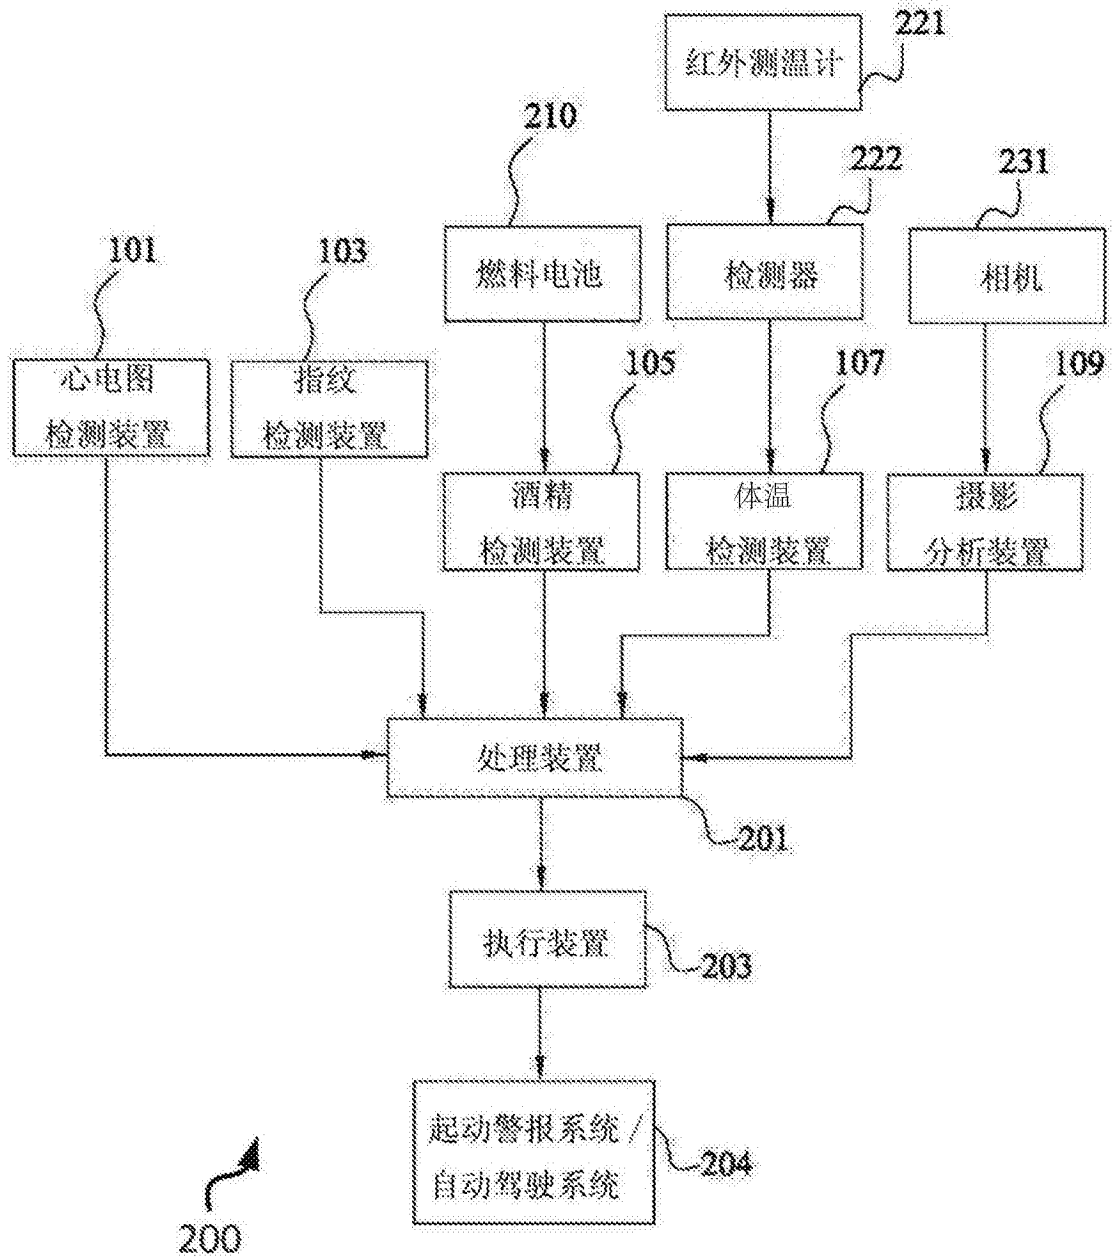 221
红外测温计
210
222
231
101
103
燃料电池
检测器
相机
105
107
109
心电图
检测装置
指纹
检测装置
酒精
检测装置
体温
检测装置
摄影
分析装置
处理装置
201
执行装置
203
起动警报系统/
自动驾驶系统
204
200